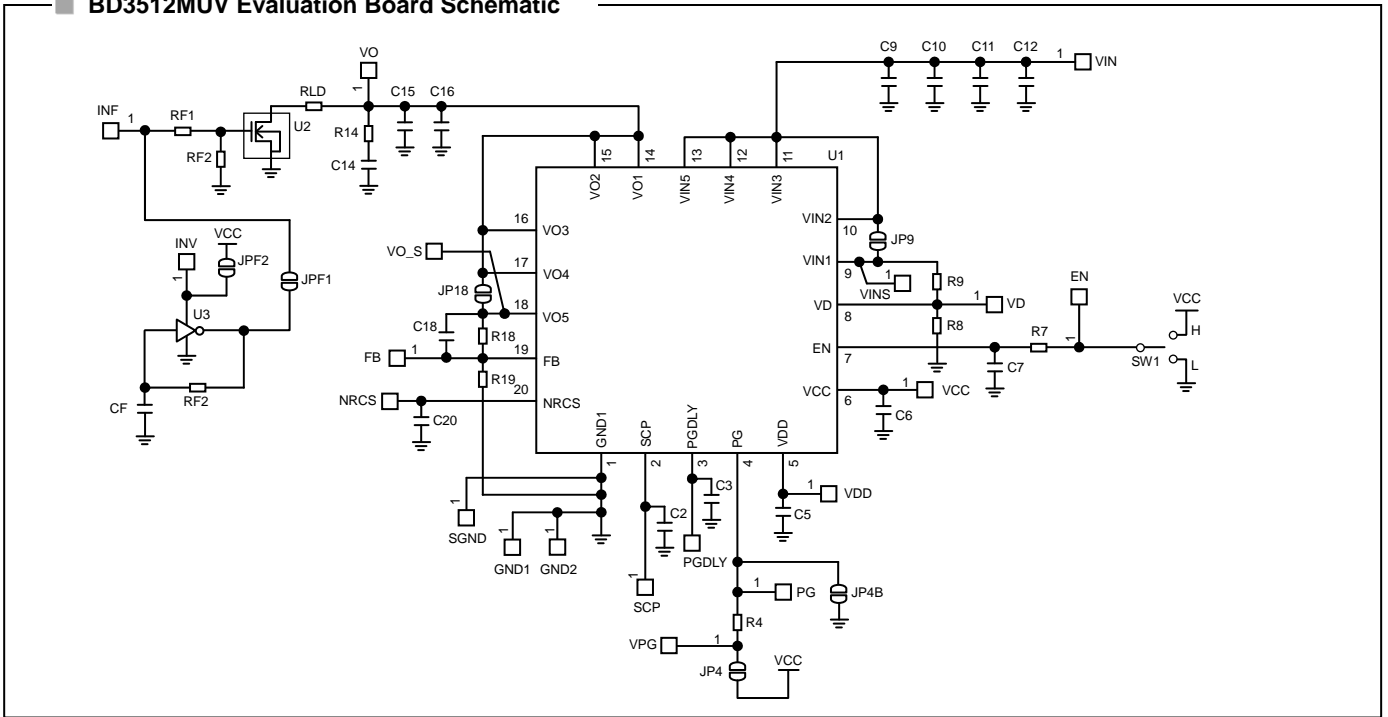 BD3512MUV Evaluation Board Schematic
VO
C9 C10 C11 C12
1 VIN
INF 1 RF1
RLD
1
C15 C16
U2
R14
RF2
C14
15 14 13 12 11
U1
VO2 VO1 VIN5 VIN4 VIN3
16 VO3
VIN2 10
INV VCC
JPF2
JPF1
VO_S
17 VO4
JP9
VIN1 9
1
VINS
R9
EN
1
U3
JP18
18 VO5
VD 8
1 VD
VCC
C18 R18
R8
H
FB 1
19 FB
EN 7
R7
1
SW1
L
R19
C7
CF
RF2
NRCS
20 NRCS
VCC 6
1 VCC
C20
C6
GND1 SCP PGDLY PG VDD
1 2 3 4 5
C3
1 VDD
1
SGND
C2
C5
1 1
GND1 GND2
PGDLY
1
SCP
1 PG
JP4B
R4
VPG 1
JP4
VCC